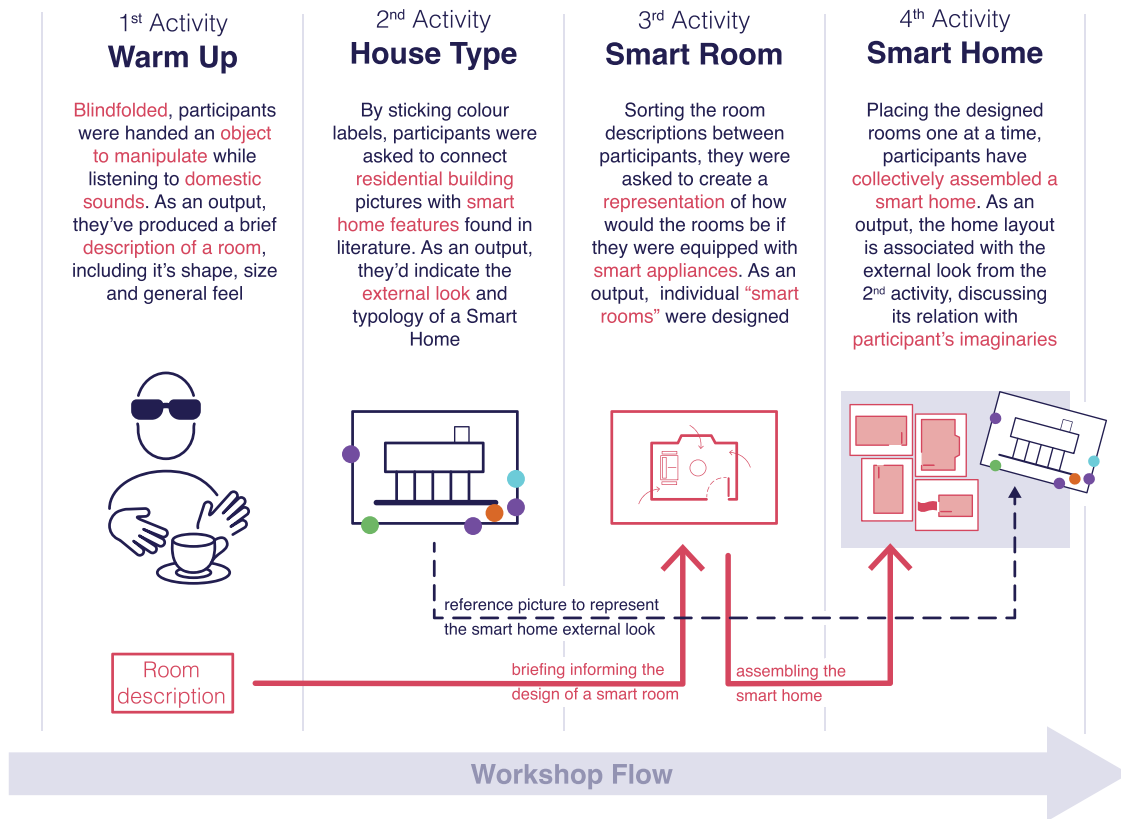 1st Activity
Warm Up
Blindfolded, participants
were handed an object
to manipulate while
listening to domestic
sounds. As an output,
they’ve produced a brief
description of a room,
including it’s shape, size
and general feel
2nd Activity
House Type
By sticking colour
labels, participants were
asked to connect
residential building
pictures with smart
home features found in
literature. As an output,
they’d indicate the
external look and
typology of a Smart
Home
3rd Activity
Smart Room
Sorting the room
descriptions between
participants, they were
asked to create a
representation of how
would the rooms be if
they were equipped with
smart appliances. As an
output, individual “smart
rooms” were designed
4th Activity
Smart Home
Placing the designed
rooms one at a time,
participants have
collectively assembled a
smart home. As an
output, the home layout
is associated with the
external look from the
2nd activity, discussing
its relation with
participant’s imaginaries
reference picture to represent
the smart home external look
Room
description
briefing informing the
design of a smart room
assembling the
smart home
Workshop Flow